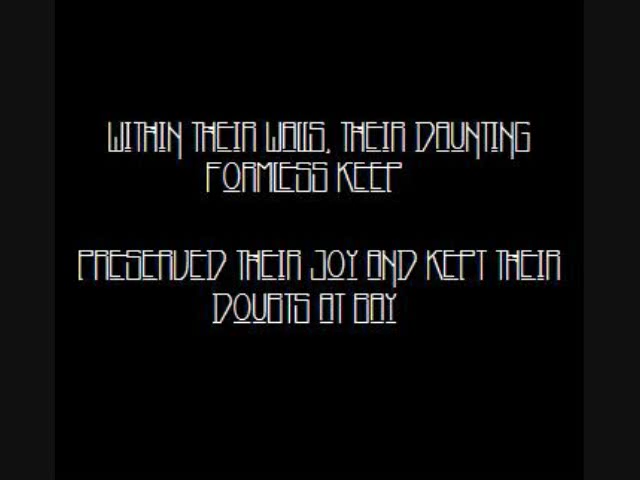 WITHIN THEIR WALLS, THEIR DAUNTING
FORMLESS KEEP
PRESERVED THEIR JOY AND KEPT THEIR
DOUBTS AT BAY